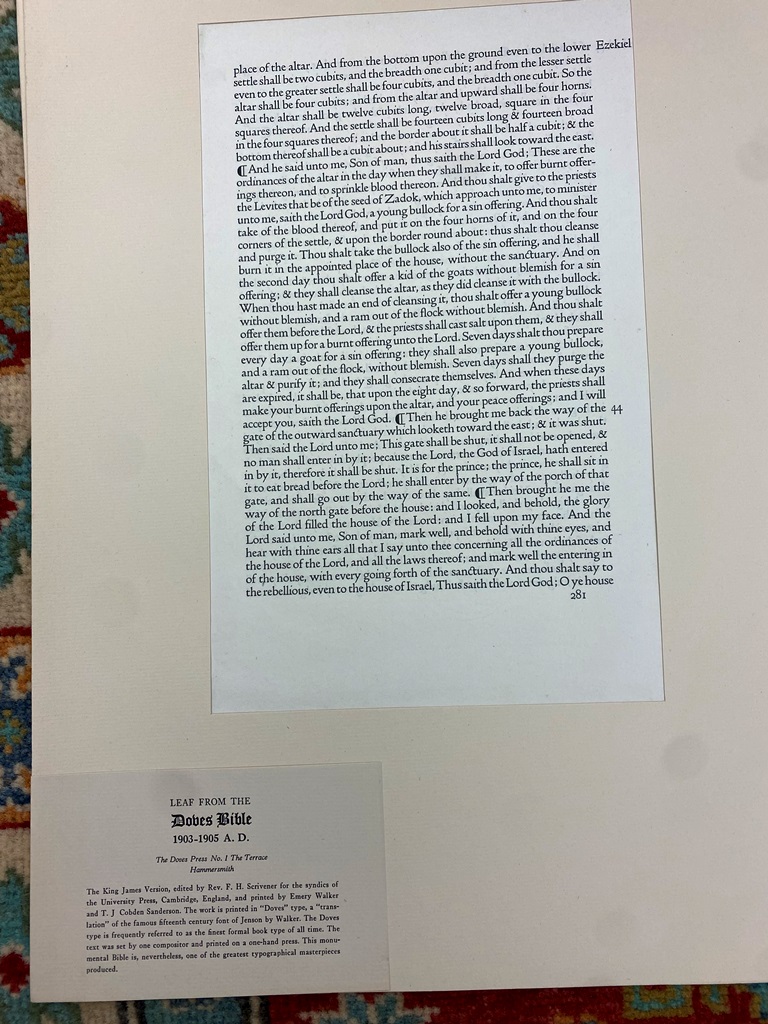 place of the altar. And from the bottom upon the ground even to the lower Ezekiel
settle shall be two cubits, and the breadth one cubit; and from the lesser settle
even to the greater settle shall be four cubits, and the breadth one cubit. So the
altar shall be four cubits; and from the altar and upward shall be four horns.
And the altar shall be twelve cubits long, twelve broad, square in the four
squares thereof. And the settle shall be fourteen cubits long & fourteen broad
in the four squares thereof; and the border about it shall be half a cubit; & the
bottom thereof shall be a cubit about; and his stairs shall look toward the east.
¶ And he said unto me, Son of man, thus saith the Lord God; These are the
ordinances of the altar in the day when they shall make it, to offer burnt offer-
ings thereon, and to sprinkle blood thereon. And thou shalt give to the priests
the Levites that be of the seed of Zadok, which approach unto me, to minister
unto me, saith the Lord God, a young bullock for a sin offering. And thou shalt
take of the blood thereof, and put it on the four horns of it, and on the four
corners of the settle, & upon the border round about: thus shalt thou cleanse
and purge it. Thou shalt take the bullock also of the sin offering, and he shall
burn it in the appointed place of the house, without the sanctuary. And on
the second day thou shalt offer a kid of the goats without blemish for a sin
offering; & they shall cleanse the altar, as they did cleanse it with the bullock.
When thou hast made an end of cleansing it, thou shalt offer a young bullock
without blemish, and a ram out of the flock without blemish. And thou shalt
offer them before the Lord, & the priests shall cast salt upon them, & they shall
offer them up for a burnt offering unto the Lord. Seven days shalt thou prepare
every day a goat for a sin offering: they shall also prepare a young bullock,
and a ram out of the flock, without blemish. Seven days shall they purge the
altar & purify it; and they shall consecrate themselves. And when these days
are expired, it shall be, that upon the eight day, & so forward, the priests shall
make your burnt offerings upon the altar, and your peace offerings; and I will
accept you, saith the Lord God. ¶ Then he brought me back the way of the 44
gate of the outward sanctuary which looketh toward the east; & it was shut.
Then said the Lord unto me; This gate shall be shut, it shall not be opened, &
no man shall enter in by it; because the Lord, the God of Israel, hath entered
in by it, therefore it shall be shut. It is for the prince; the prince, he shall sit in
it to eat bread before the Lord; he shall enter by the way of the porch of that
gate, and shall go out by the way of the same. ¶ Then brought he me the
way of the north gate before the house: and I looked, and behold, the glory
of the Lord filled the house of the Lord: and I fell upon my face. And the
Lord said unto me, Son of man, mark well, and behold with thine eyes, and
hear with thine ears all that I say unto thee concerning all the ordinances of
the house of the Lord, and all the laws thereof; and mark well the entering in
of the house, with every going forth of the sanctuary. And thou shalt say to
the rebellious, even to the house of Israel, Thus saith the Lord God; O ye house
281
LEAF FROM THE
Doves Bible
1903-1905 A. D.
The Doves Press No. 1 The Terrace
Hammersmith
The King James Version, edited by Rev. F. H. Scrivener for the syndics of
the University Press, Cambridge, England, and printed by Emery Walker
and T. J Cobden Sanderson. The work is printed in "Doves" type, a "trans-
lation" of the famous fifteenth century font of Jenson by Walker. The Doves
type is frequently referred to as the finest formal book type of all time. The
text was set by one compositor and printed on a one-hand press. This monu-
mental Bible is, nevertheless, one of the greatest typographical masterpieces
produced.